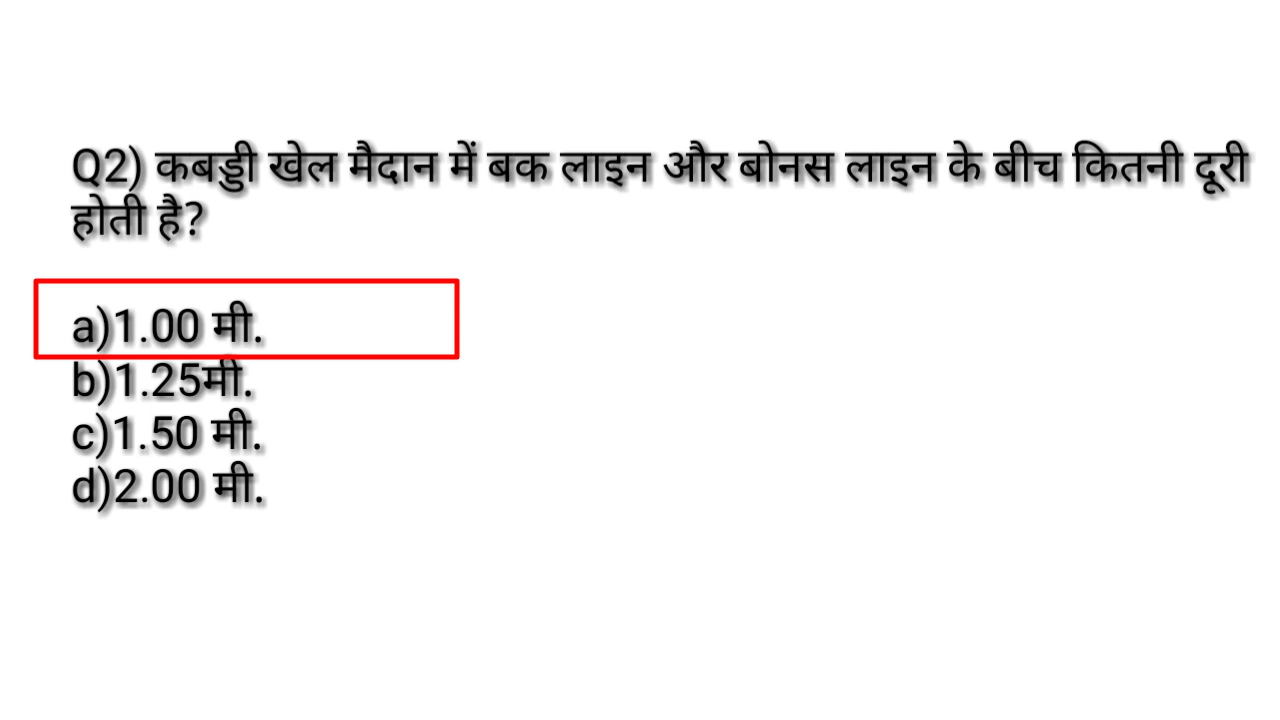 Q2) कबड्डी खेल मैदान में बक लाइन और बोनस लाइन के बीच कितनी दूरी
होती है?
a)1.00 मी.
b)1.25मी.
c)1.50 मी.
d)2.00 मी.